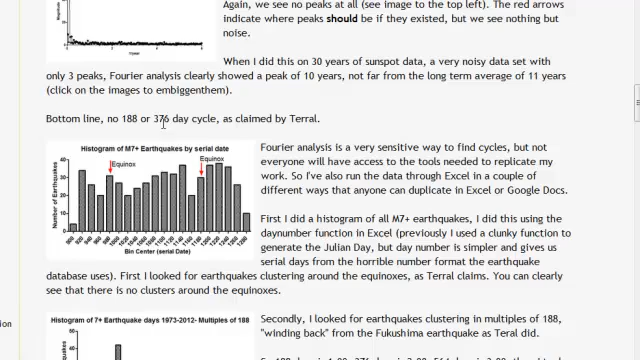 Again, we see no peaks at all (see image to the top left). The red arrows
indicate where peaks should be if they existed, but we see nothing but
noise.
When I did this on 30 years of sunspot data, a very noisy data set with
only 3 peaks, Fourier analysis clearly showed a peak of 10 years, not far from the long term average of 11 years
(click on the images to embiggenthem).
Bottom line, no 188 or 376 day cycle, as claimed by Terral.
Histogram of M7+ Earthquakes by serial date
Equinox
Equinox
Number of Earthquakes
40
30
20
10
0
Bin Center (serial Date)
Fourier analysis is a very sensitive way to find cycles, but not
everyone will have access to the tools needed to replicate my
work. So I've also run the data through Excel in a couple of
different ways that anyone can duplicate in Excel or Google Docs.
First I did a histogram of all M7+ earthquakes, I did this using the
daynumber function in Excel (previously I used a clunky function to
generate the Julian Day, but day number is simpler and gives us
serial days from the horrible number format the earthquake
database uses). First I looked for earthquakes clustering around the equinoxes, as Terral claims. You can clearly
see that there is no clusters around the equinoxes.
Histogram of 7+ Earthquake days 1973-2012- Multiples of 188
80
60
Secondly, I looked for earthquakes clustering in multiples of 188,
"winding back" from the Fukushima earthquake as Teral did.
ion